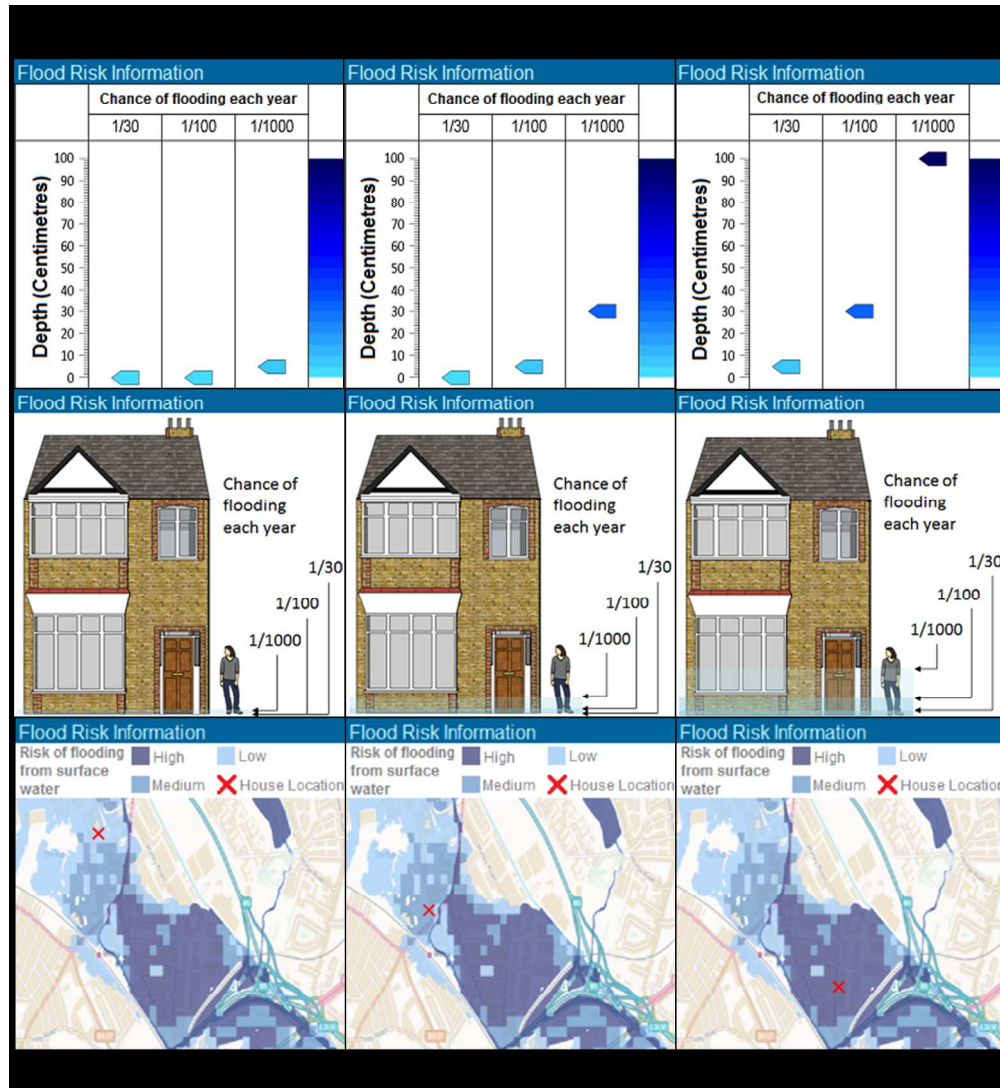 Flood Risk Information
Chance of flooding each year
1/30 1/100 1/1000
Depth (Centimetres)
100
90
80
70
60
50
40
30
20
10
0
Flood Risk Information
Chance of flooding each year
1/30 1/100 1/1000
Depth (Centimetres)
100
90
80
70
60
50
40
30
20
10
0
Flood Risk Information
Chance of flooding each year
1/30 1/100 1/1000
Depth (Centimetres)
100
90
80
70
60
50
40
30
20
10
0
Flood Risk Information
Chance of
flooding
each year
1/30
1/100
1/1000
Flood Risk Information
Chance of
flooding
each year
1/30
1/100
1/1000
Flood Risk Information
Chance of
flooding
each year
1/30
1/100
1/1000
Flood Risk Information
Risk of flooding
from surface
water
High Low
Medium House Location
Flood Risk Information
Risk of flooding
from surface
water
High Low
Medium House Location
Flood Risk Information
Risk of flooding
from surface
water
High Low
Medium House Location